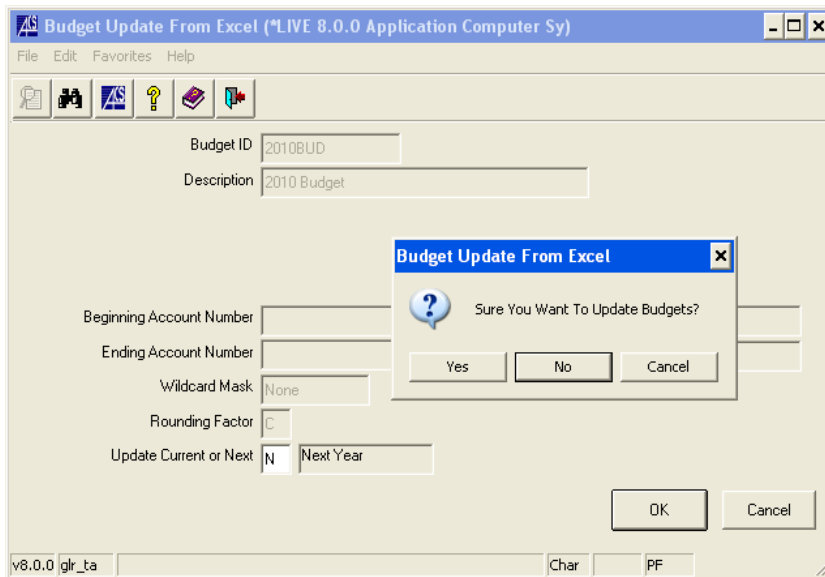 Budget Update From Excel (*LIVE 8.0.0 Application Computer Sy)
File Edit Favorites Help
Budget ID 2010BUD
Description 2010 Budget
Budget Update From Excel
Sure You Want To Update Budgets?
Yes No Cancel
Beginning Account Number
Ending Account Number
Wildcard Mask None
Rounding Factor C
Update Current or Next N Next Year
OK Cancel
v8.0.0 glr_ta Char PF